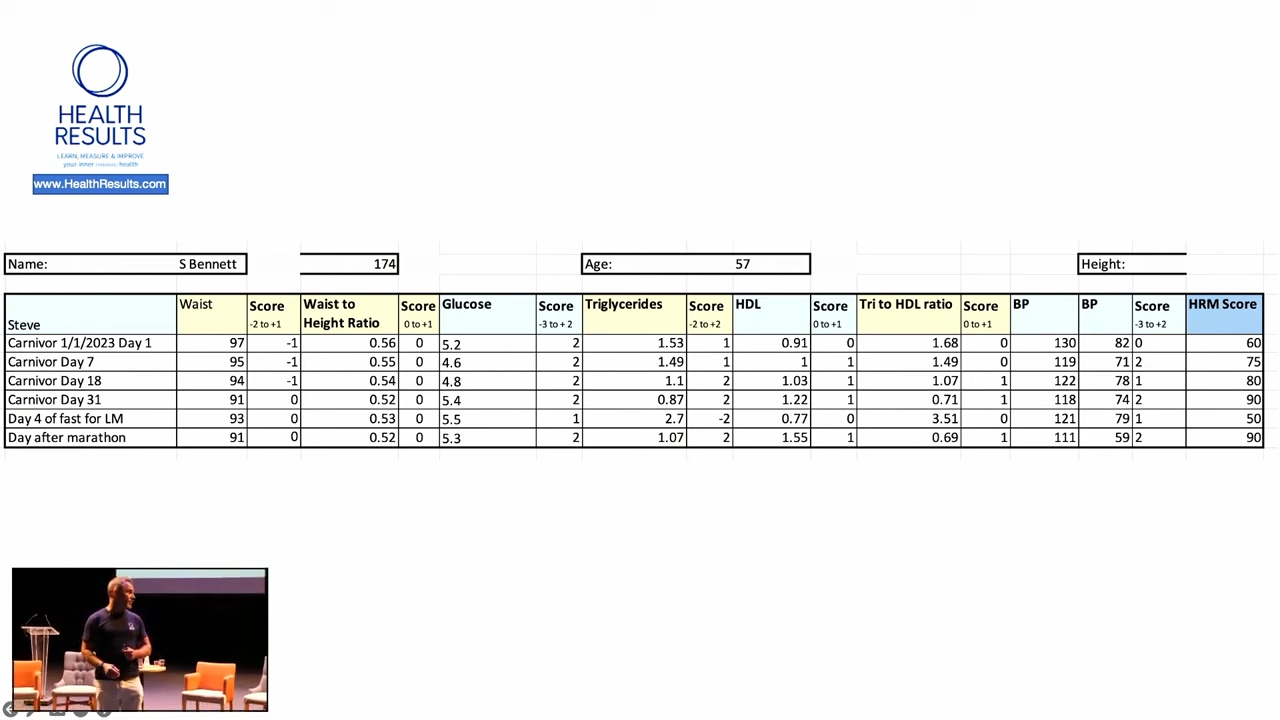 HEALTH
RESULTS
LEARN, MEASURE & IMPROVE
your inner metabolic health
www.HealthResults.com
Name: S Bennett 174 Age: 57 Height:
Steve Waist Score -2 to +1 Waist to Height Ratio Score 0 to +1 Glucose Score -3 to + 2 Triglycerides Score -2 to +2 HDL Score 0 to +1 Tri to HDL ratio Score 0 to +1 BP BP Score -3 to +2 HRM Score
Carnivor 1/1/2023 Day 1 97 -1 0.56 0 5.2 2 1.53 1 0.91 0 1.68 0 130 82 0 60
Carnivor Day 7 95 -1 0.55 0 4.6 2 1.49 1 1 1 1.49 0 119 71 2 75
Carnivor Day 18 94 -1 0.54 0 4.8 2 1.1 2 1.03 1 1.07 1 122 78 1 80
Carnivor Day 31 91 0 0.52 0 5.4 2 0.87 2 1.22 1 0.71 1 118 74 2 90
Day 4 of fast for LM 93 0 0.53 0 5.5 1 2.7 -2 0.77 0 3.51 0 121 79 1 50
Day after marathon 91 0 0.52 0 5.3 2 1.07 2 1.55 1 0.69 1 111 59 2 90